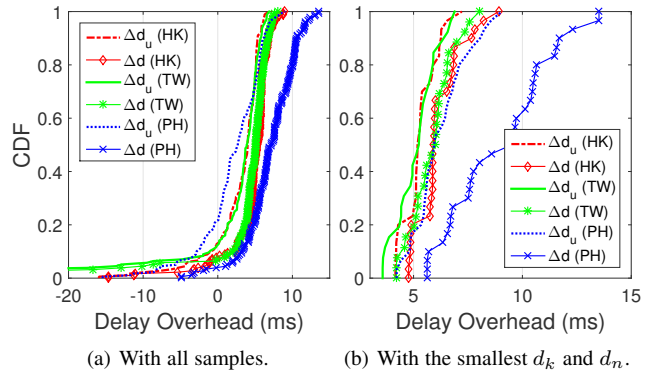 1
0.8
0.6
0.4
0.2
0
CDF
Δd_u (HK)
Δd (HK)
Δd_u (TW)
Δd (TW)
Δd_u (PH)
Δd (PH)
-20 -10 0 10
Delay Overhead (ms)
(a) With all samples.
1
0.8
0.6
0.4
0.2
0
Δd_u (HK)
Δd (HK)
Δd_u (TW)
Δd (TW)
Δd_u (PH)
Δd (PH)
5 10 15
Delay Overhead (ms)
(b) With the smallest d_k and d_n.